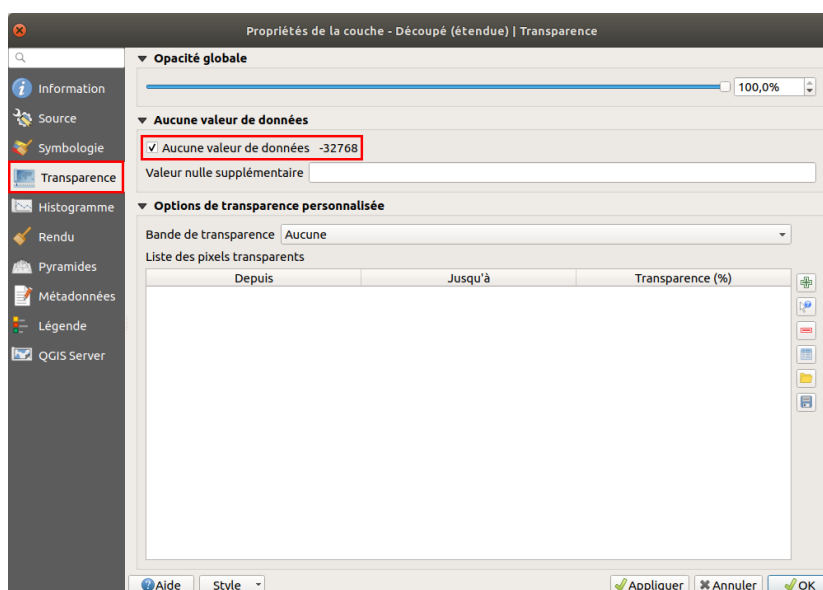 Propriétés de la couche - Découpé (étendue) | Transparence
Information
Source
Symbologie
Transparence
Histogramme
Rendu
Pyramides
Métadonnées
Légende
QGIS Server
Opacité globale
100,0%
Aucune valeur de données
Aucune valeur de données -32768
Valeur nulle supplémentaire
Options de transparence personnalisée
Bande de transparence Aucune
Liste des pixels transparents
Depuis Jusqu'à Transparence (%)
Aide Style Appliquer Annuler OK